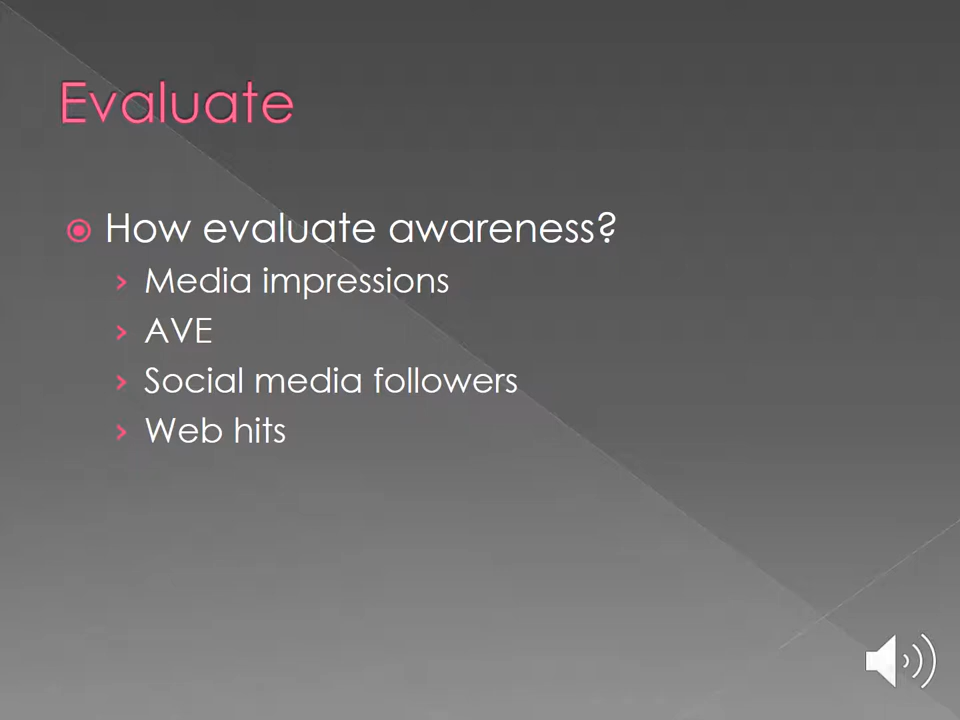 Evaluate
How evaluate awareness?
Media impressions
AVE
Social media followers
Web hits